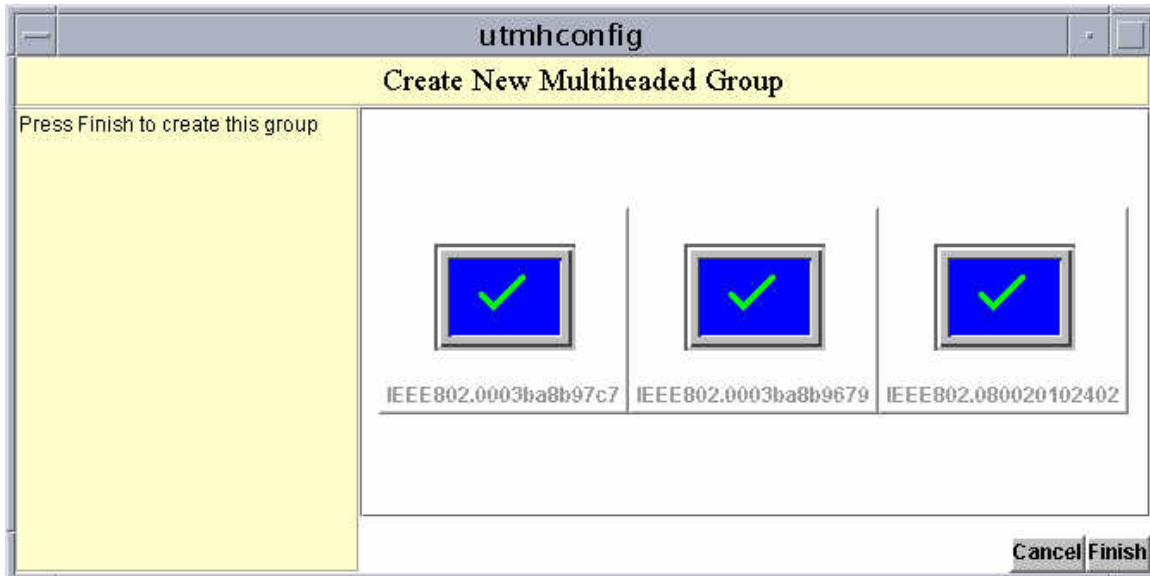 utmhconfig
Create New Multiheaded Group
Press Finish to create this group
IEEE802.0003ba8b97c7 IEEE802.0003ba8b9679 IEEE802.080020102402
Cancel Finish